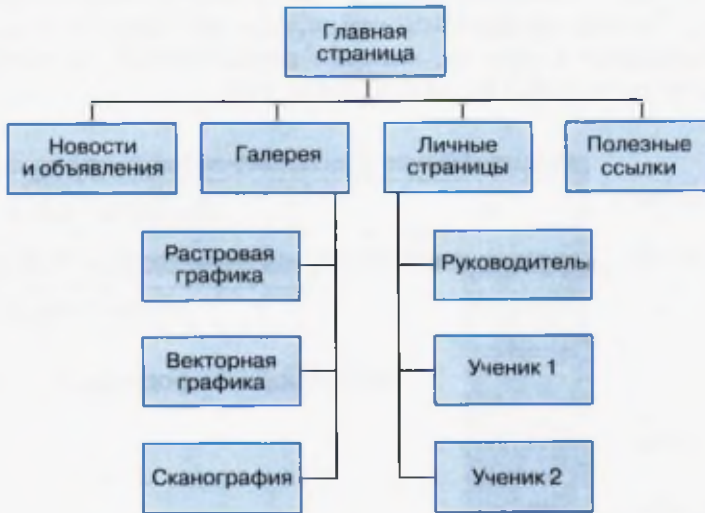 Главная
страница
Новости
и объявления
Галерея
Личные
страницы
Полезные
ссылки
Растровая
графика
Руководитель
Векторная
графика
Ученик 1
Сканография
Ученик 2